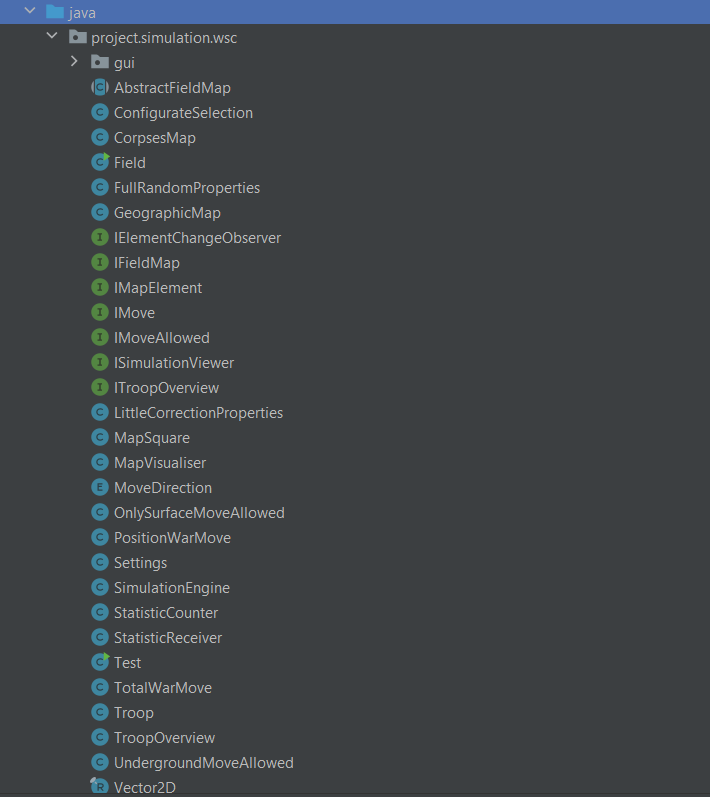 java
project.simulation.wsc
gui
AbstractFieldMap
ConfigurateSelection
CorpsesMap
Field
FullRandomProperties
GeographicMap
IElementChangeObserver
IFieldMap
IMapElement
IMove
IMoveAllowed
ISimulationViewer
ITroopOverview
LittleCorrectionProperties
MapSquare
MapVisualiser
MoveDirection
OnlySurfaceMoveAllowed
PositionWarMove
Settings
SimulationEngine
StatisticCounter
StatisticReceiver
Test
TotalWarMove
Troop
TroopOverview
UndergroundMoveAllowed
Vector2D